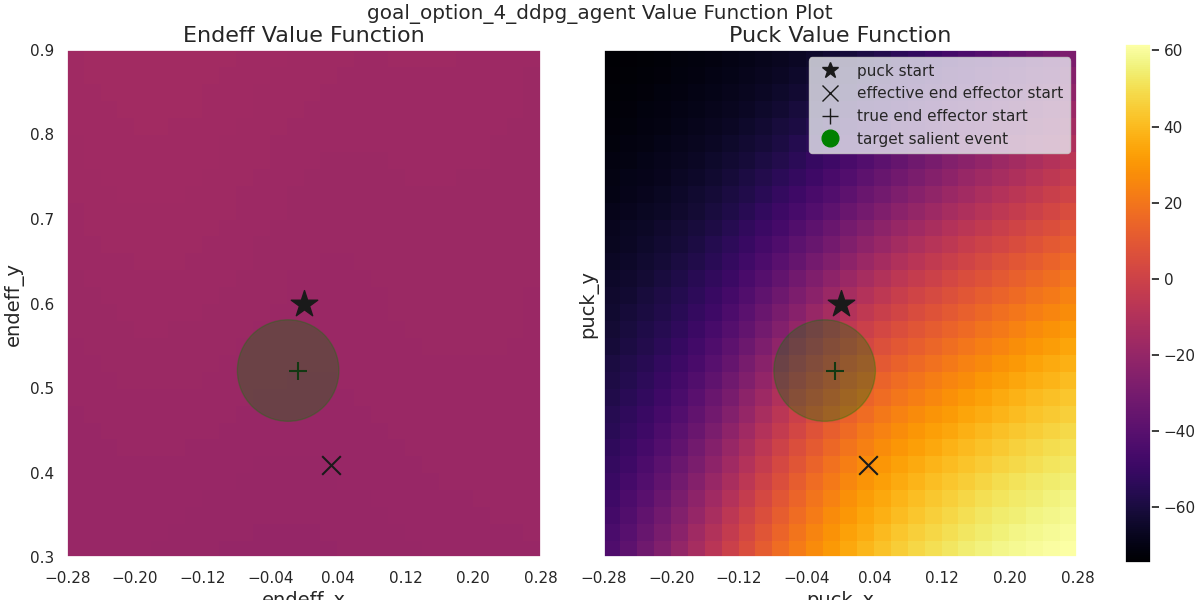 goal_option_4_ddpg_agent Value Function Plot
Endeff Value Function
0.9
0.8
0.7
0.6
0.5
0.4
0.3
endeff_y
−0.28 −0.20 −0.12 −0.04 0.04 0.12 0.20 0.28
endeff_x
Puck Value Function
puck start
effective end effector start
true end effector start
target salient event
puck_y
−0.28 −0.20 −0.12 −0.04 0.04 0.12 0.20 0.28
puck_x
60
40
20
0
−20
−40
−60